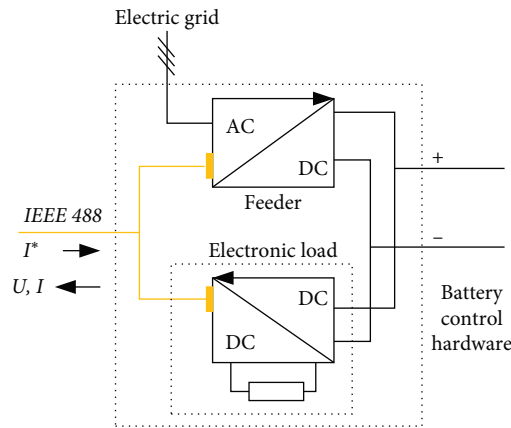 Electric grid
AC
DC
Feeder
+
−
IEEE 488
I*
U, I
Electronic load
DC
DC
Battery
control
hardware